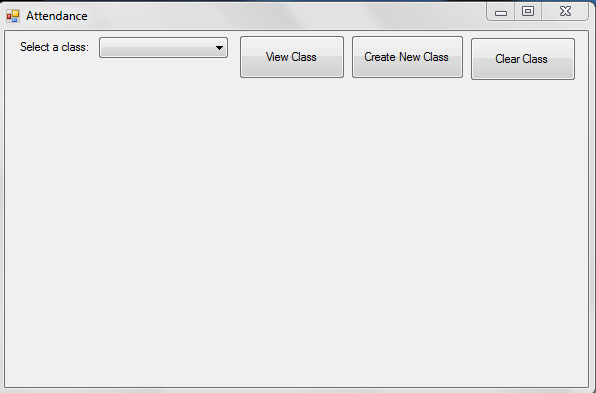 Attendance
Select a class:
View Class
Create New Class
Clear Class